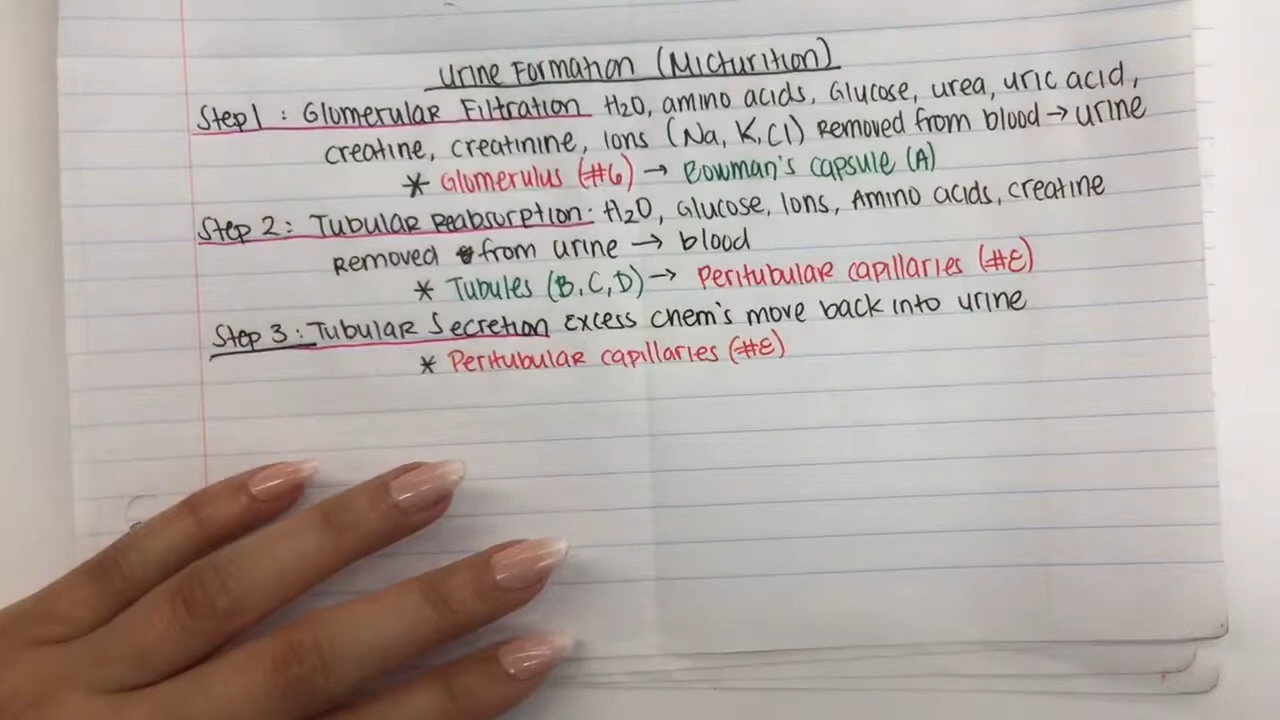 Urine Formation (Micturition)
Step 1: Glomerular Filtration H2O, amino acids, Glucose, urea, uric acid,
creatine, creatinine, Ions (Na, K, Cl) Removed from blood → urine
* Glomerulus (#6) → Bowman's capsule (A)
Step 2: Tubular Reabsorption: H2O, Glucose, Ions, Amino acids, creatine
Removed from urine → blood
* Tubules (B, C, D) → Peritubular capillaries (#8)
Step 3: Tubular Secretion Excess chem's move back into urine
* Peritubular capillaries (#8)